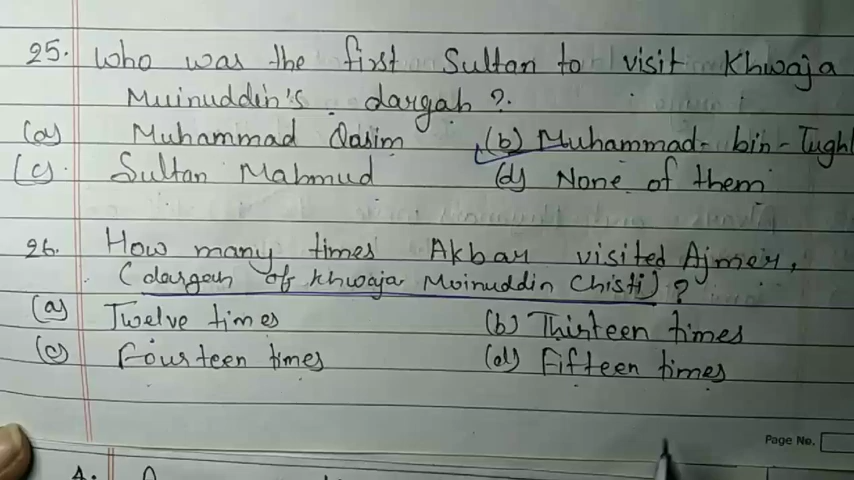 25. Who was the first Sultan to visit Khwaja
Muinuddin's dargah ?
(a) Muhammad Qasim (b) Muhammad-bin-Tughl
(c). Sultan Mahmud (d) None of them
26. How many times Akbar visited Ajmer,
(dargah of Khwaja Moinuddin Chisti) ?
(a) Twelve times (b) Thirteen times
(c) Fourteen times (d) Fifteen times
Page No.